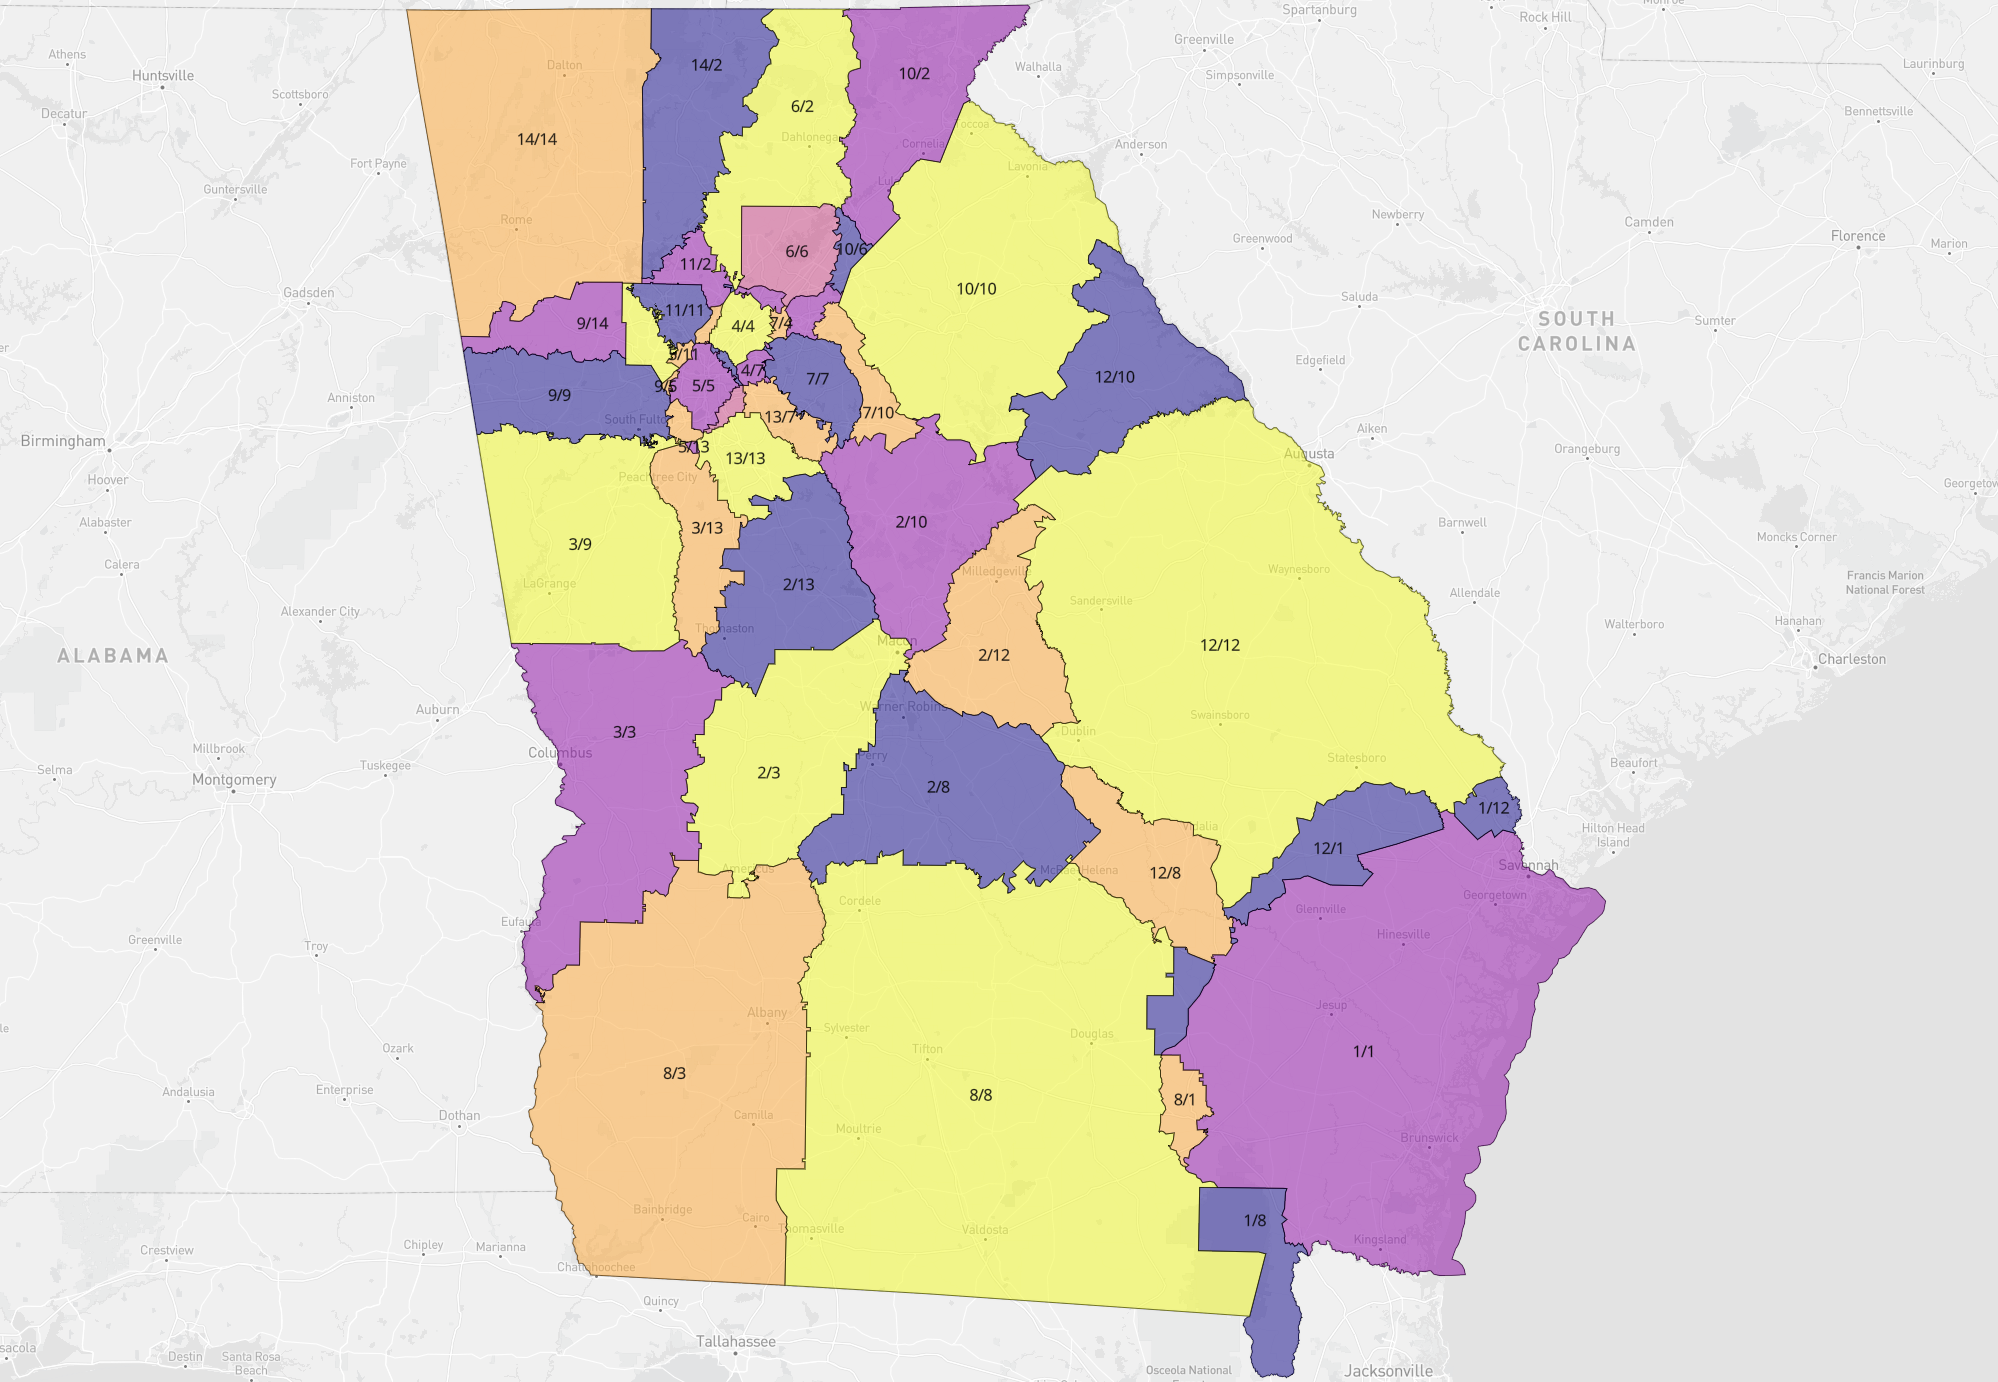 Athens
Huntsville
Scottsboro
Decatur
Fort Payne
Guntersville
Gadsden
Anniston
Birmingham
Hoover
Alabaster
Calera
Alexander City
ALABAMA
Auburn
Millbrook
Tuskegee
Montgomery
Selma
Greenville
Troy
Eufaula
Ozark
Andalusia
Enterprise
Dothan
Crestview
Chipley
Marianna
Chattahoochee
Quincy
Tallahassee
Destin
Santa Rosa
Beach
Spartanburg
Rock Hill
Monroe
Greenville
Simpsonville
Walhalla
Laurinburg
Bennettsville
Anderson
Newberry
Camden
Florence
Marion
Greenwood
Saluda
Sumter
SOUTH
CAROLINA
Edgefield
Aiken
Orangeburg
Augusta
Georgetow
Barnwell
Moncks Corner
Francis Marion
National Forest
Allendale
Walterboro
Hanahan
Charleston
Beaufort
Hilton Head
Island
Savannah
Georgetown
Hinesville
Glennville
Jesup
Brunswick
Kingsland
Jacksonville
Osceola National
Dalton
Rome
Dahlonega
Cornelia
Lavonia
South Fulton
Peachtree City
LaGrange
Thomaston
Macon
Milledgeville
Sandersville
Waynesboro
Swainsboro
Statesboro
Dublin
Warner Robins
Perry
Columbus
Americus
Cordele
McRae-Helena
Vidalia
Albany
Sylvester
Tifton
Douglas
Camilla
Moultrie
Bainbridge
Cairo
Thomasville
Valdosta
14/14
14/2
6/2
10/2
11/2
6/6
10/6
10/10
9/14
11/11
4/4
7/4
9/11
5/5
4/7
7/7
9/5
9/9
12/10
13/7
7/10
5/13
13/13
3/9
3/13
2/10
2/13
2/12
12/12
3/3
2/3
2/8
1/12
12/1
12/8
8/3
8/8
8/1
1/1
1/8